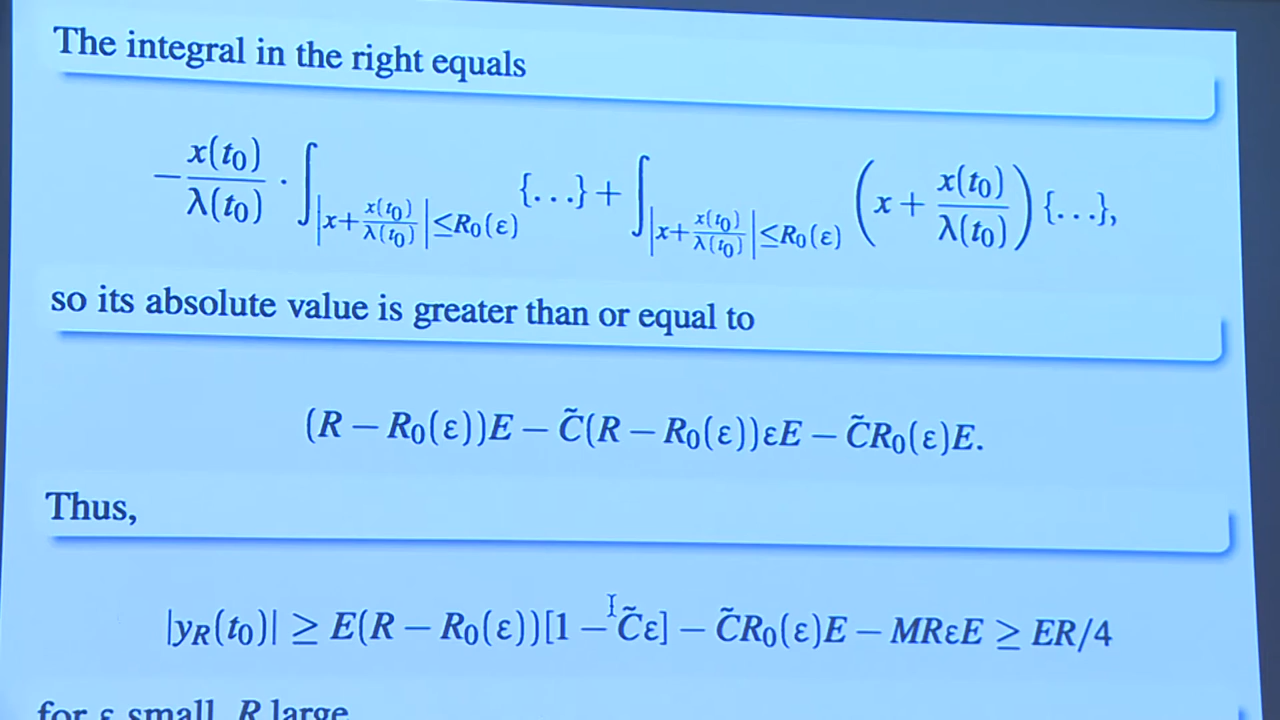 The integral in the right equals
$-\frac{x(t_0)}{\lambda(t_0)} \cdot \int_{\left|x+\frac{x(t_0)}{\lambda(t_0)}\right| \leq R_0(\varepsilon)} \{\ldots\} + \int_{\left|x+\frac{x(t_0)}{\lambda(t_0)}\right| \leq R_0(\varepsilon)} \left(x + \frac{x(t_0)}{\lambda(t_0)}\right) \{\ldots\},$
so its absolute value is greater than or equal to
$(R - R_0(\varepsilon))E - \tilde{C}(R - R_0(\varepsilon))\varepsilon E - \tilde{C}R_0(\varepsilon)E.$
Thus,
$|y_R(t_0)| \geq E(R - R_0(\varepsilon))[1 - \tilde{C}\varepsilon] - \tilde{C}R_0(\varepsilon)E - MR\varepsilon E \geq ER/4$
for ε small, R large